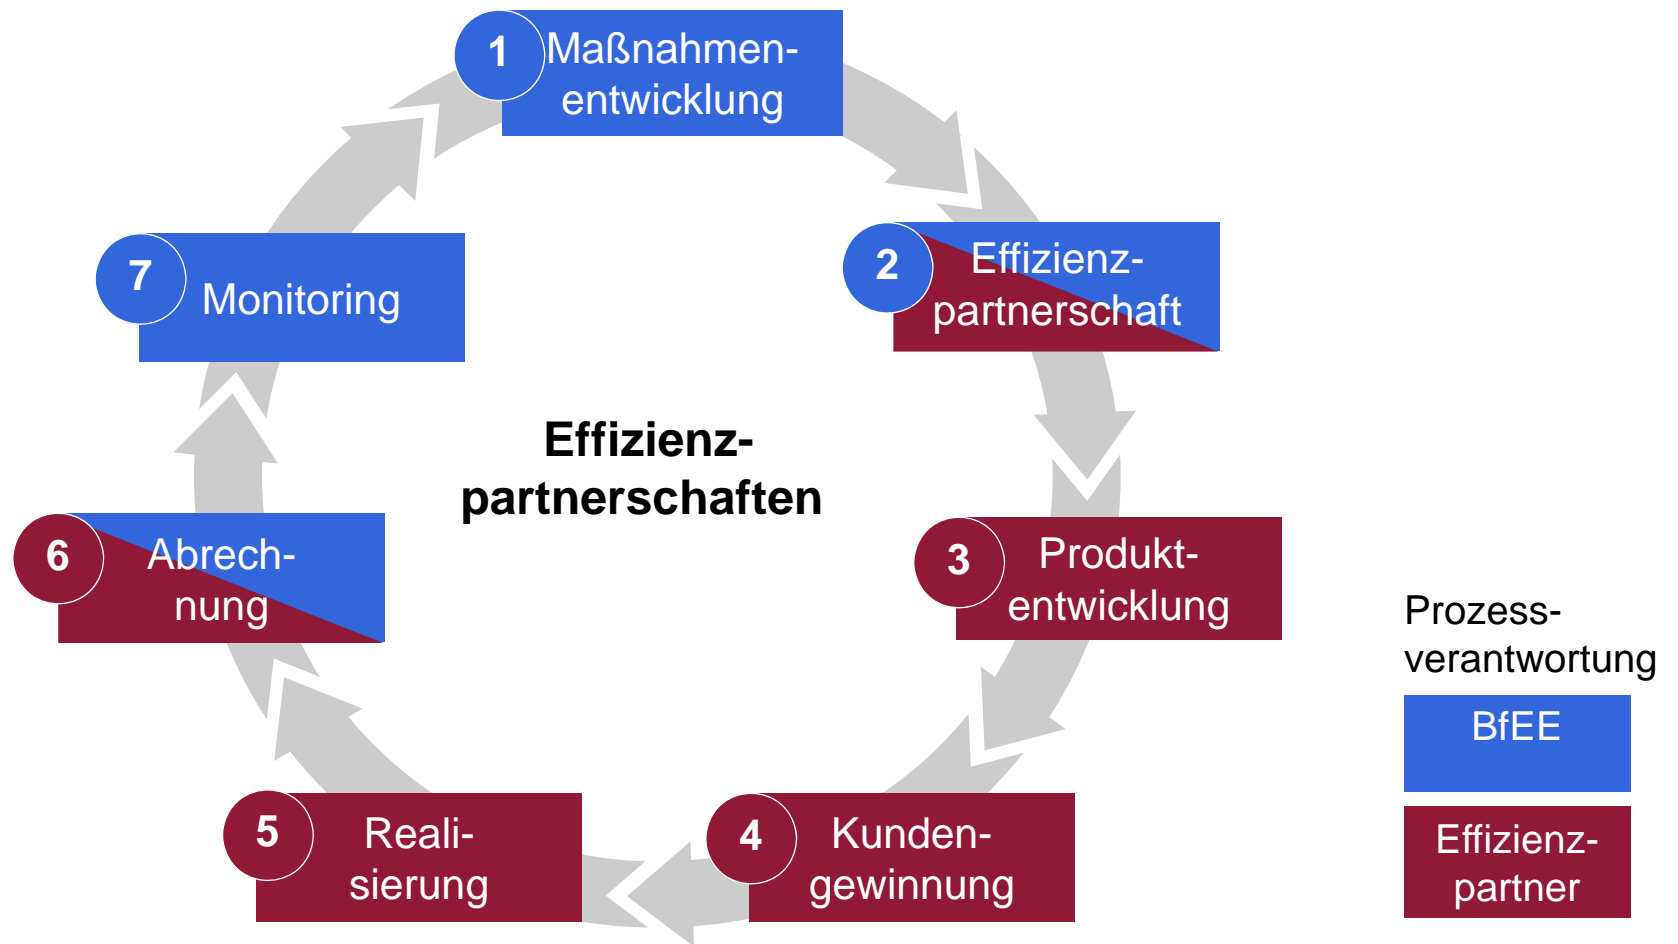 1
Maßnahmen-
entwicklung
2
Effizienz-
partnerschaft
3
Produkt-
entwicklung
4
Kunden-
gewinnung
5
Reali-
sierung
6
Abrech-
nung
7
Monitoring
Effizienz-
partnerschaften
Prozess-
verantwortung
BfEE
Effizienz-
partner